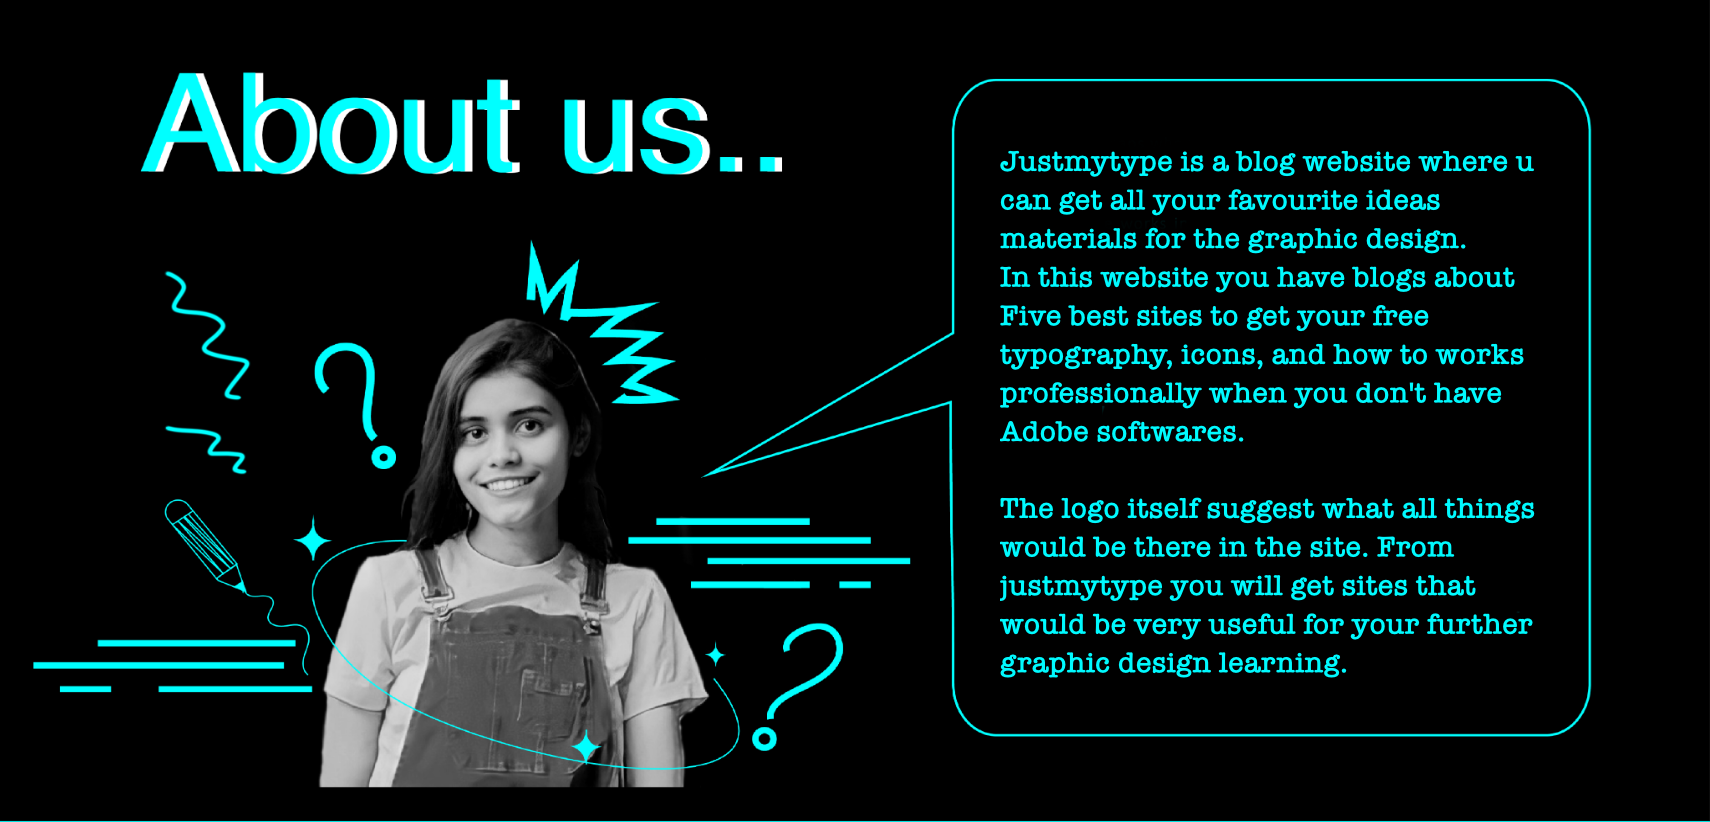 About us..
Justmytype is a blog website where u
can get all your favourite ideas
materials for the graphic design.
In this website you have blogs about
Five best sites to get your free
typography, icons, and how to works
professionally when you don't have
Adobe softwares.
The logo itself suggest what all things
would be there in the site. From
justmytype you will get sites that
would be very useful for your further
graphic design learning.